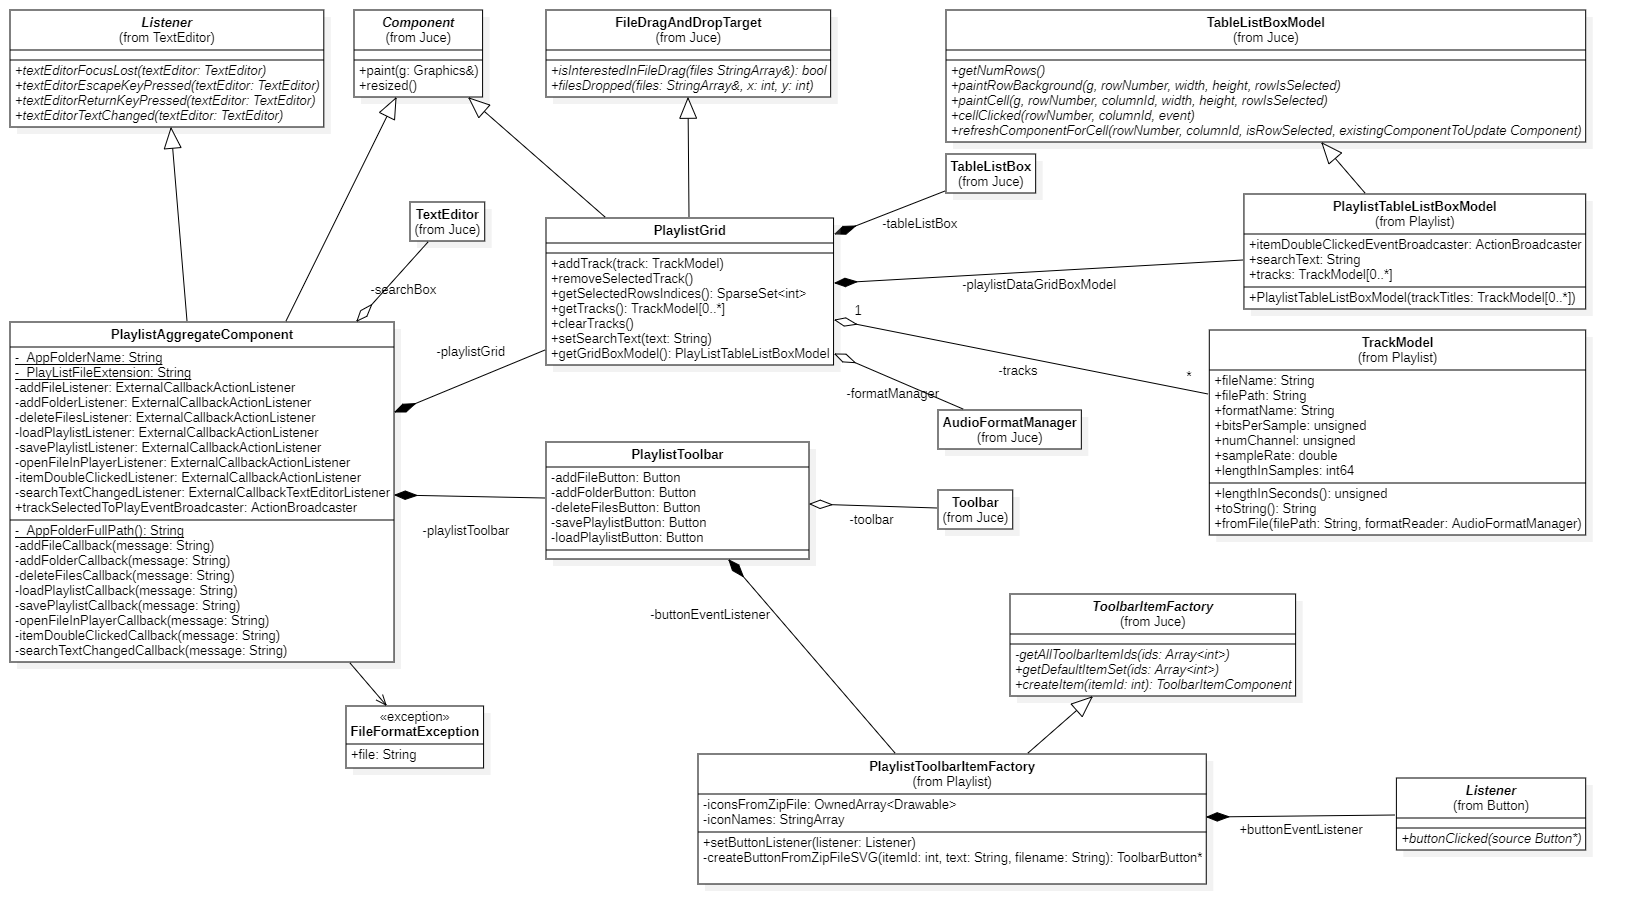 Listener
(from TextEditor)
+textEditorFocusLost(textEditor: TextEditor)
+textEditorEscapeKeyPressed(textEditor: TextEditor)
+textEditorReturnKeyPressed(textEditor: TextEditor)
+textEditorTextChanged(textEditor: TextEditor)
Component
(from Juce)
+paint(g: Graphics&)
+resized()
FileDragAndDropTarget
(from Juce)
+isInterestedInFileDrag(files StringArray&): bool
+filesDropped(files: StringArray&, x: int, y: int)
TableListBoxModel
(from Juce)
+getNumRows()
+paintRowBackground(g, rowNumber, width, height, rowIsSelected)
+paintCell(g, rowNumber, columnId, width, height, rowIsSelected)
+cellClicked(rowNumber, columnId, event)
+refreshComponentForCell(rowNumber, columnId, isRowSelected, existingComponentToUpdate Component)
TableListBox
(from Juce)
PlaylistTableListBoxModel
(from Playlist)
+itemDoubleClickedEventBroadcaster: ActionBroadcaster
+searchText: String
+tracks: TrackModel[0..*]
+PlaylistTableListBoxModel(trackTitles: TrackModel[0..*])
TextEditor
(from Juce)
-searchBox
PlaylistGrid
+addTrack(track: TrackModel)
+removeSelectedTrack()
+getSelectedRowsIndices(): SparseSet<int>
+getTracks(): TrackModel[0..*]
+clearTracks()
+setSearchText(text: String)
+getGridBoxModel(): PlayListTableListBoxModel
-tableListBox
-playlistDataGridBoxModel
1
-tracks
*
-formatManager
AudioFormatManager
(from Juce)
TrackModel
(from Playlist)
+fileName: String
+filePath: String
+formatName: String
+bitsPerSample: unsigned
+numChannel: unsigned
+sampleRate: double
+lengthInSamples: int64
+lengthInSeconds(): unsigned
+toString(): String
+fromFile(filePath: String, formatReader: AudioFormatManager)
PlaylistAggregateComponent
-_AppFolderName: String
-_PlayListFileExtension: String
-addFileListener: ExternalCallbackActionListener
-addFolderListener: ExternalCallbackActionListener
-deleteFilesListener: ExternalCallbackActionListener
-loadPlaylistListener: ExternalCallbackActionListener
-savePlaylistListener: ExternalCallbackActionListener
-openFileInPlayerListener: ExternalCallbackActionListener
-itemDoubleClickedListener: ExternalCallbackActionListener
-searchTextChangedListener: ExternalCallbackTextEditorListener
+trackSelectedToPlayEventBroadcaster: ActionBroadcaster
-_AppFolderFullPath(): String
-addFileCallback(message: String)
-addFolderCallback(message: String)
-deleteFilesCallback(message: String)
-loadPlaylistCallback(message: String)
-savePlaylistCallback(message: String)
-openFileInPlayerCallback(message: String)
-itemDoubleClickedCallback(message: String)
-searchTextChangedCallback(message: String)
-playlistGrid
-playlistToolbar
PlaylistToolbar
-addFileButton: Button
-addFolderButton: Button
-deleteFilesButton: Button
-savePlaylistButton: Button
-loadPlaylistButton: Button
-toolbar
Toolbar
(from Juce)
-buttonEventListener
ToolbarItemFactory
(from Juce)
-getAllToolbarItemIds(ids: Array<int>)
+getDefaultItemSet(ids: Array<int>)
+createItem(itemId: int): ToolbarItemComponent
«exception»
FileFormatException
+file: String
PlaylistToolbarItemFactory
(from Playlist)
-iconsFromZipFile: OwnedArray<Drawable>
-iconNames: StringArray
+setButtonListener(listener: Listener)
-createButtonFromZipFileSVG(itemId: int, text: String, filename: String): ToolbarButton*
+buttonEventListener
Listener
(from Button)
+buttonClicked(source Button*)